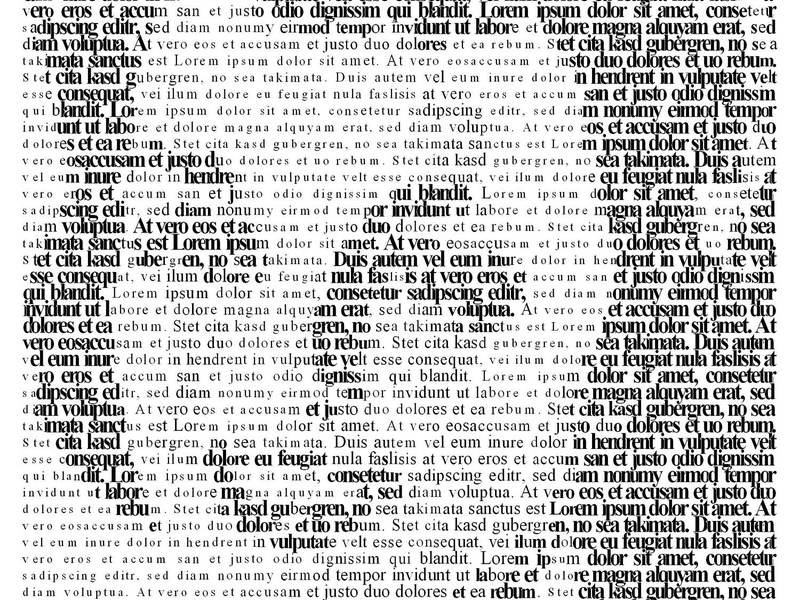 vero eros et accum san et justo odio dignissim qui blandit. Lorem ipsum dolor sit amet, consetetur
sadipscing editr, sed diam nonumy eirmod tempor invidunt ut labore et dolore magna alquyam erat, sed
diam voluptua. At vero eos et accusam et justo duo dolores et ea rebum. Stet cita kasd gubergren, no sea
takimata sanctus est Lorem ipsum dolor sit amet. At vero eosaccusam et justo duo dolores et uo rebum.
Stet cita kasd gubergren, no sea takimata. Duis autem vel eum inure dolor in hendrent in vulputate velt
esse consequat, vei ilum dolore eu feugiat nula faslisis at vero eros et accum san et justo odio dignissim
qui blandit. Lorem ipsum dolor sit amet, consetetur sadipscing editr, sed diam nonumy eirmod tempor
invidunt ut labore et dolore magna alquyam erat, sed diam voluptua. At vero eos et accusam et justo duo
dolores et ea rebum. Stet cita kasd gubergren, no sea takimata sanctus est Lorem ipsum dolor sit amet. At
vero eosaccusam et justo duo dolores et uo rebum. Stet cita kasd gubergren, no sea takimata. Duis autem
vel eum inure dolor in hendrent in vulputate velt esse consequat, vei ilum dolore eu feugiat nula faslisis at
vero eros et accum san et justo odio dignissim qui blandit. Lorem ipsum dolor sit amet, consetetur
sadipscing editr, sed diam nonumy eirmod tempor invidunt ut labore et dolore magna alquyam erat, sed
diam voluptua. At vero eos et accusam et justo duo dolores et ea rebum. Stet cita kasd gubergren, no sea
takimata sanctus est Lorem ipsum dolor sit amet. At vero eosaccusam et justo duo dolores et uo rebum.
Stet cita kasd gubergren, no sea takimata. Duis autem vel eum inure dolor in hendrent in vulputate velt
esse consequat, vei ilum dolore eu feugiat nula faslisis at vero eros et accum san et justo odio dignissim
qui blandit. Lorem ipsum dolor sit amet, consetetur sadipscing editr, sed diam nonumy eirmod tempor
invidunt ut labore et dolore magna alquyam erat, sed diam voluptua. At vero eos et accusam et justo duo
dolores et ea rebum. Stet cita kasd gubergren, no sea takimata sanctus est Lorem ipsum dolor sit amet. At
vero eosaccusam et justo duo dolores et uo rebum. Stet cita kasd gubergren, no sea takimata. Duis autem
vel eum inure dolor in hendrent in vulputate velt esse consequat, vei ilum dolore eu feugiat nula faslisis at
vero eros et accum san et justo odio dignissim qui blandit. Lorem ipsum dolor sit amet, consetetur
sadipscing editr, sed diam nonumy eirmod tempor invidunt ut labore et dolore magna alquyam erat, sed
diam voluptua. At vero eos et accusam et justo duo dolores et ea rebum. Stet cita kasd gubergren, no sea
takimata sanctus est Lorem ipsum dolor sit amet. At vero eosaccusam et justo duo dolores et uo rebum.
Stet cita kasd gubergren, no sea takimata. Duis autem vel eum inure dolor in hendrent in vulputate velt
esse consequat, vei ilum dolore eu feugiat nula faslisis at vero eros et accum san et justo odio dignissim
qui blandit. Lorem ipsum dolor sit amet, consetetur sadipscing editr, sed diam nonumy eirmod tempor
invidunt ut labore et dolore magna alquyam erat, sed diam voluptua. At vero eos et accusam et justo duo
dolores et ea rebum. Stet cita kasd gubergren, no sea takimata sanctus est Lorem ipsum dolor sit amet. At
vero eosaccusam et justo duo dolores et uo rebum. Stet cita kasd gubergren, no sea takimata. Duis autem
vel eum inure dolor in hendrent in vulputate velt esse consequat, vei ilum dolore eu feugiat nula faslisis at
vero eros et accum san et justo odio dignissim qui blandit. Lorem ipsum dolor sit amet, consetetur
sadipscing editr, sed diam nonumy eirmod tempor invidunt ut labore et dolore magna alquyam erat, sed
diam voluptua. At vero eos et accusam et justo duo dolores et ea rebum. Stet cita kasd gubergren, no sea